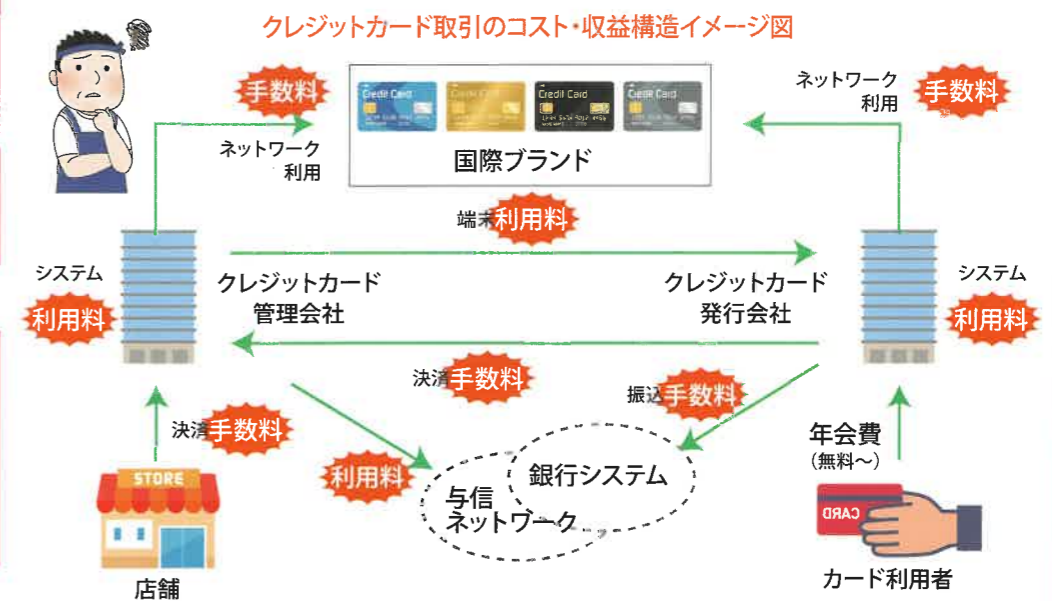 クレジットカード取引のコスト・収益構造イメージ図
手数料
Credit Card
Credit Card
Credit Card
Credit Card
ネットワーク
利用
手数料
ネットワーク
利用
国際ブランド
端末利用料
システム
利用料
クレジットカード
管理会社
クレジットカード
発行会社
システム
利用料
決済手数料
振込手数料
決済手数料
年会費
(無料~)
利用料
銀行システム
与信
ネットワーク
STORE
CARD
店舗
カード利用者